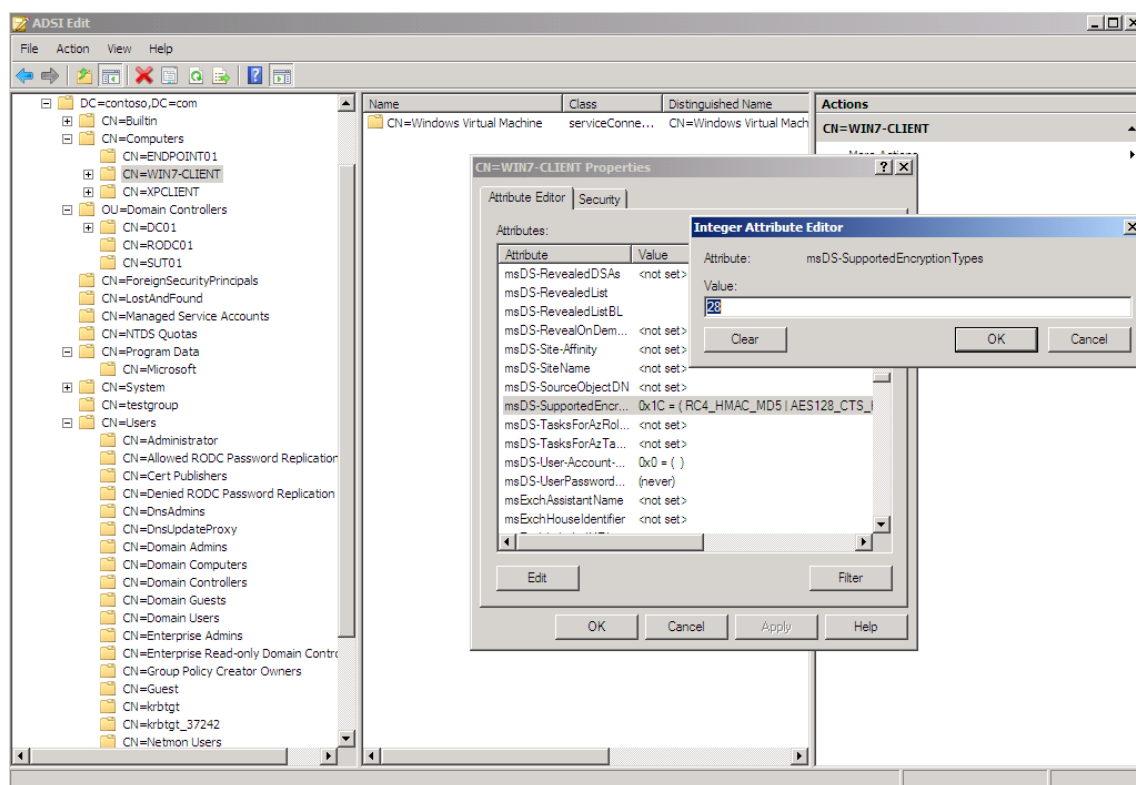 ADSI Edit
File Action View Help
DC=contoso,DC=com
CN=Builtin
CN=Computers
CN=ENDPOINT01
CN=WIN7-CLIENT
CN=XPCLIENT
OU=Domain Controllers
CN=DC01
CN=RODC01
CN=SUT01
CN=ForeignSecurityPrincipals
CN=LostAndFound
CN=Managed Service Accounts
CN=NTDS Quotas
CN=Program Data
CN=Microsoft
CN=System
CN=testgroup
CN=Users
CN=Administrator
CN=Allowed RODC Password Replication
CN=Cert Publishers
CN=Denied RODC Password Replication
CN=DnsAdmins
CN=DnsUpdateProxy
CN=Domain Admins
CN=Domain Computers
CN=Domain Controllers
CN=Domain Guests
CN=Domain Users
CN=Enterprise Admins
CN=Enterprise Read-only Domain Contr
CN=Group Policy Creator Owners
CN=Guest
CN=krbtgt
CN=krbtgt_37242
CN=Netmon Users
Name Class Distinguished Name
CN=Windows Virtual Machine serviceConne... CN=Windows Virtual Mach
Actions
CN=WIN7-CLIENT
CN=WIN7-CLIENT Properties
Attribute Editor Security
Attributes:
Attribute Value
msDS-RevealedDSAs <not set>
msDS-RevealedList
msDS-RevealedListBL
msDS-RevealOnDem... <not set>
msDS-Site-Affinity <not set>
msDS-SiteName <not set>
msDS-SourceObjectDN <not set>
msDS-SupportedEncr... 0x1C = ( RC4_HMAC_MD5 | AES128_CTS_
msDS-TasksForAzRol... <not set>
msDS-TasksForAzTa... <not set>
msDS-User-Account-... 0x0 = ( )
msDS-UserPassword... (never)
msExchAssistantName <not set>
msExchHouseIdentifier <not set>
Edit Filter
OK Cancel Apply Help
Integer Attribute Editor
Attribute: msDS-SupportedEncryptionTypes
Value:
28
Clear OK Cancel